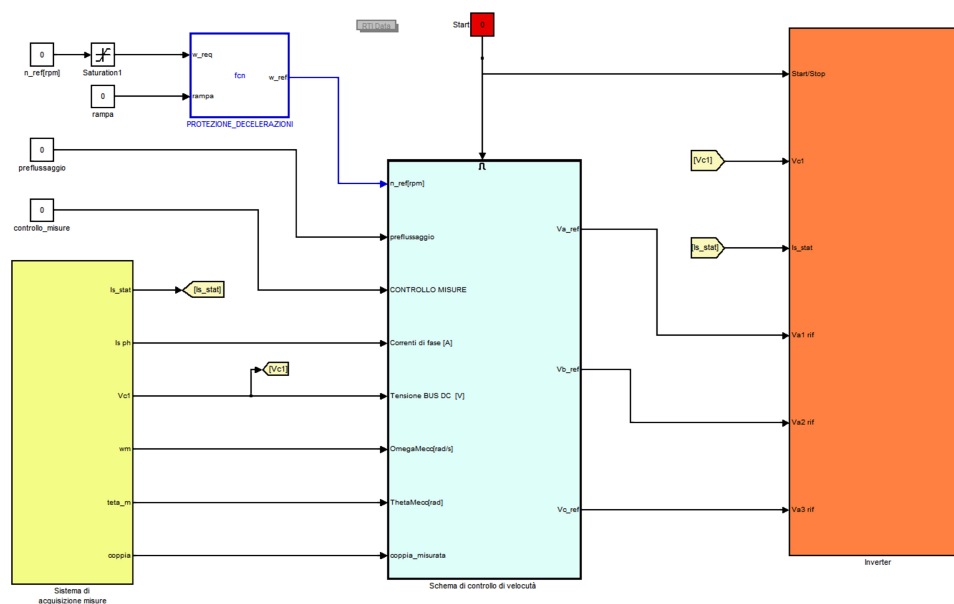 RTI Data
Start
0
0
n_ref[rpm]
Saturation1
0
rampa
w_req
rampa
fcn
w_ref
PROTEZIONE_DECELERAZIONI
0
preflussaggio
0
controllo_misure
Is_stat
Is ph
Vc1
wm
teta_m
coppia
Sistema di
acquisizione misure
[Is_stat]
[Vc1]
n_ref[rpm]
preflussaggio
CONTROLLO MISURE
Correnti di fase [A]
Tensione BUS DC [V]
OmegaMecc[rad/s]
ThetaMecc[rad]
coppia_misurata
Va_ref
Vb_ref
Vc_ref
Schema di controllo di velocutà
[Vc1]
[Is_stat]
Start/Stop
Vc1
Is_stat
Va1 rif
Va2 rif
Va3 rif
Inverter